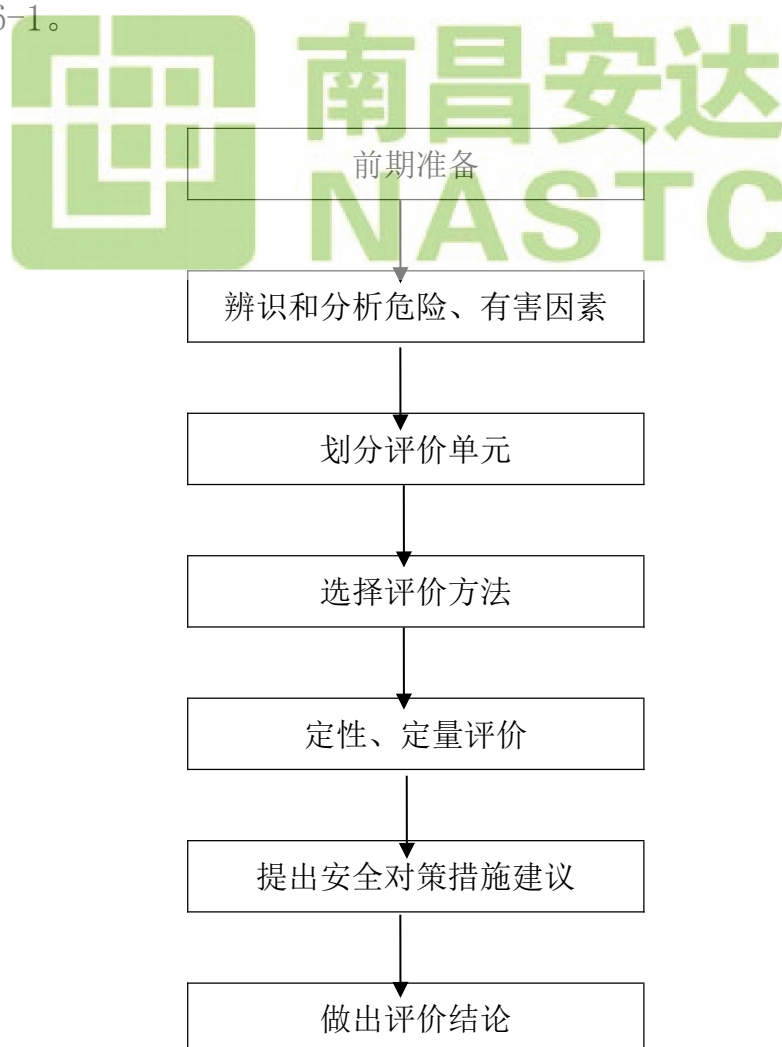 6-1。
南昌安达
NASTC
前期准备
辨识和分析危险、有害因素
划分评价单元
选择评价方法
定性、定量评价
提出安全对策措施建议
做出评价结论